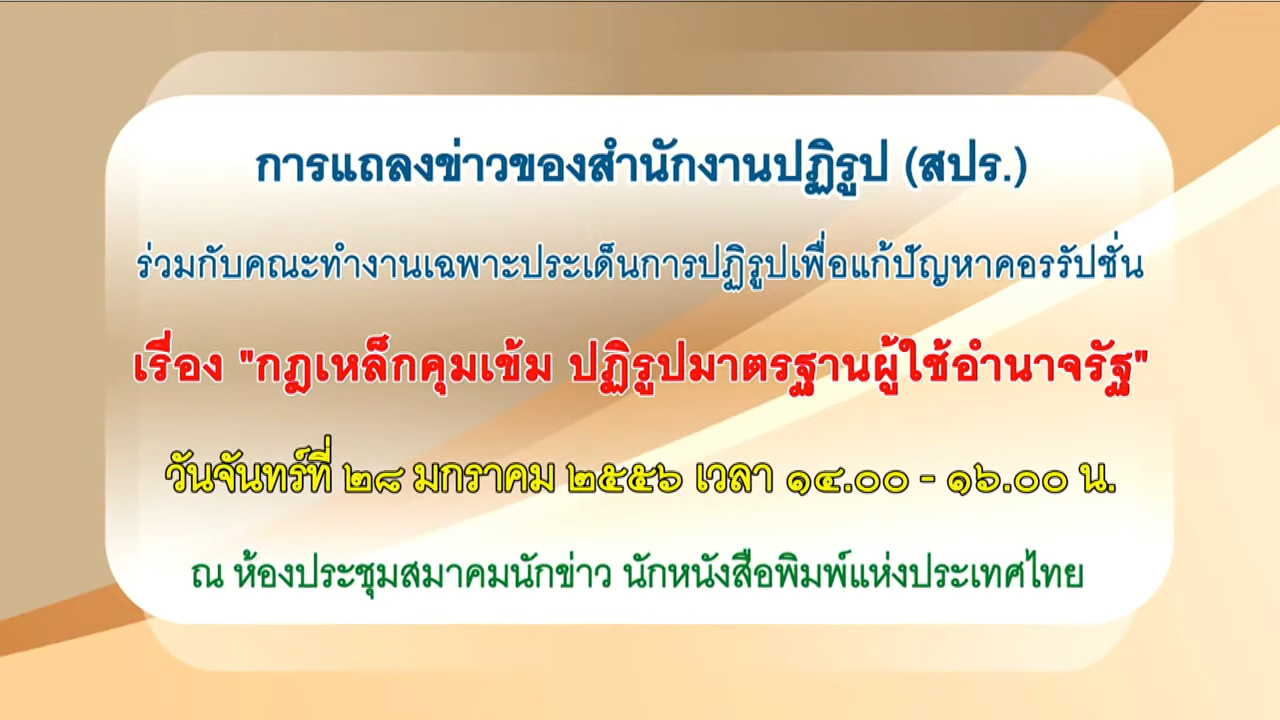 การแถลงข่าวของสำนักงานปฏิรูป (สปร.)
ร่วมกับคณะทำงานเฉพาะประเด็นการปฏิรูปเพื่อแก้ปัญหาคอรรัปชั่น
เรื่อง "กฎเหล็กคุมเข้ม ปฏิรูปมาตรฐานผู้ใช้อำนาจรัฐ"
วันจันทร์ที่ ๒๘ มกราคม ๒๕๕๖ เวลา ๑๔.๐๐ - ๑๖.๐๐ น.
ณ ห้องประชุมสมาคมนักข่าว นักหนังสือพิมพ์แห่งประเทศไทย